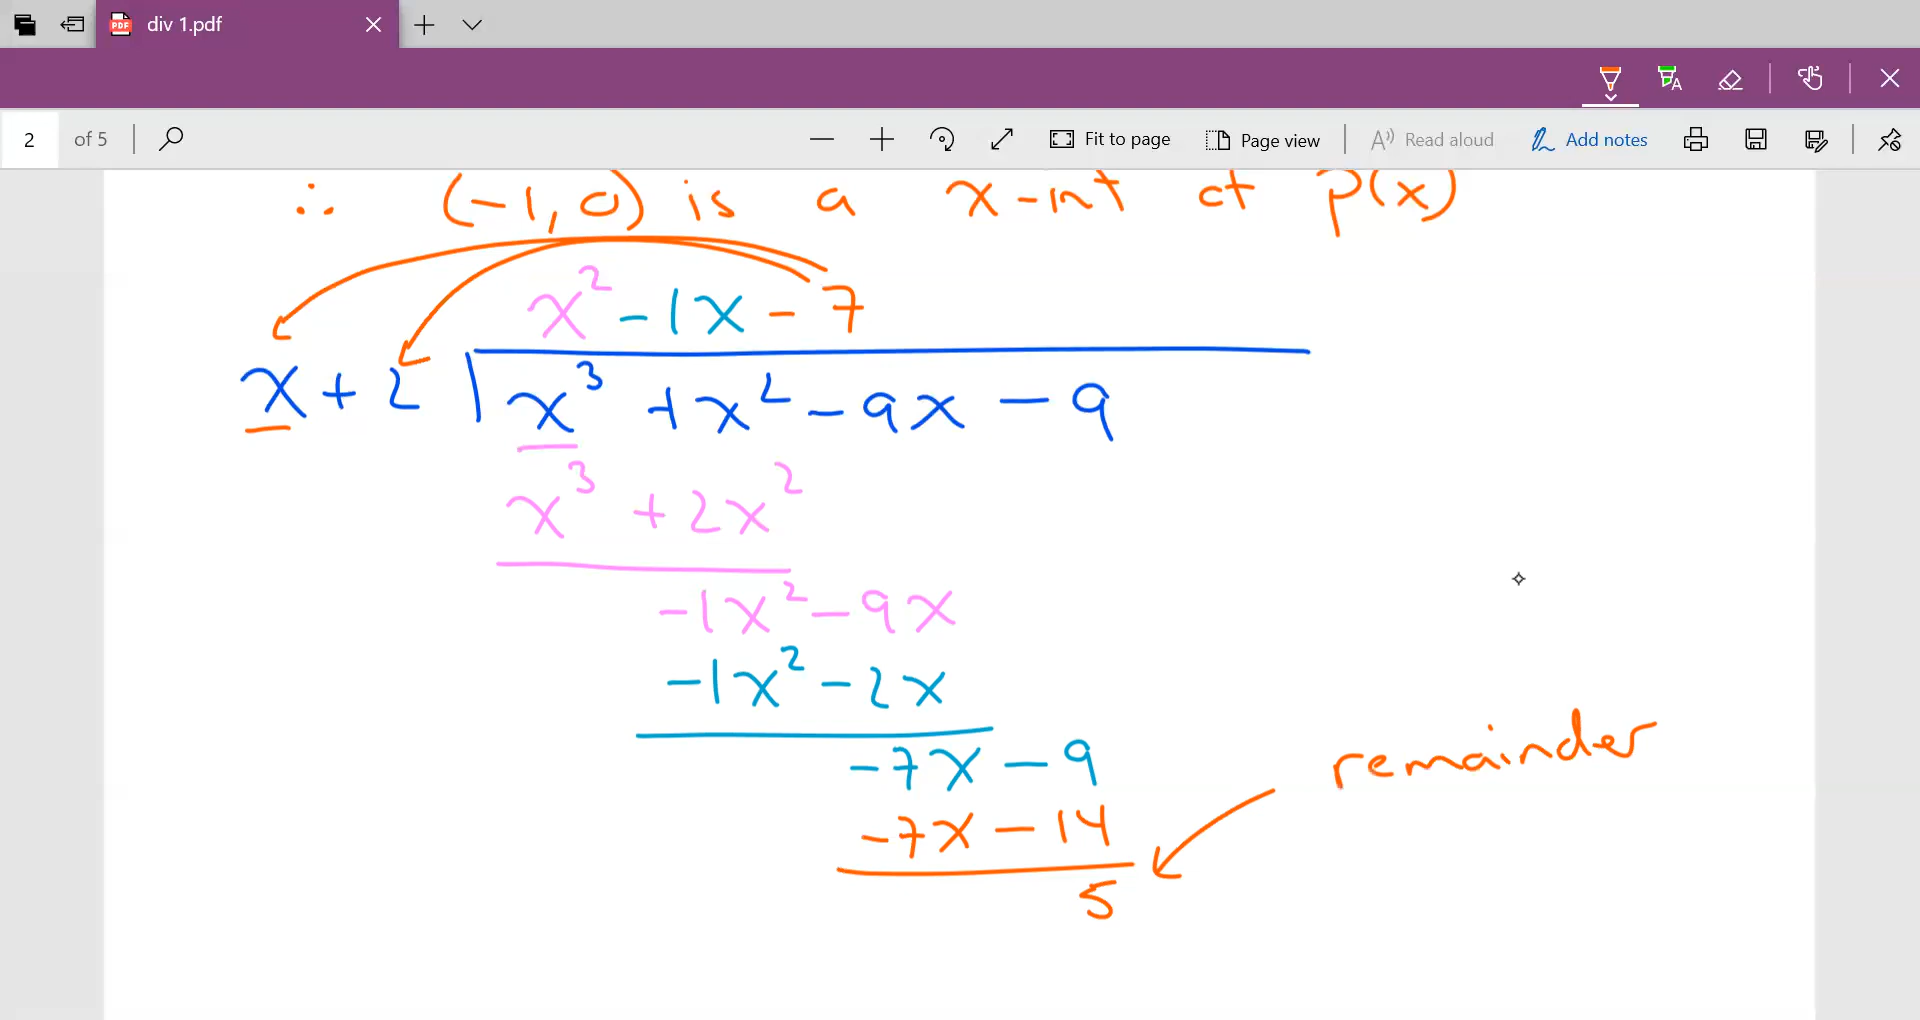 div 1.pdf
2 of 5 Fit to page Page view Read aloud Add notes
∴ (-1, 0) is a x-int of p(x)
x² - 1x - 7
x + 2 x³ + x² - 9x - 9
x³ + 2x²
-1x² - 9x
-1x² - 2x
-7x - 9
-7x - 14
remainder
5